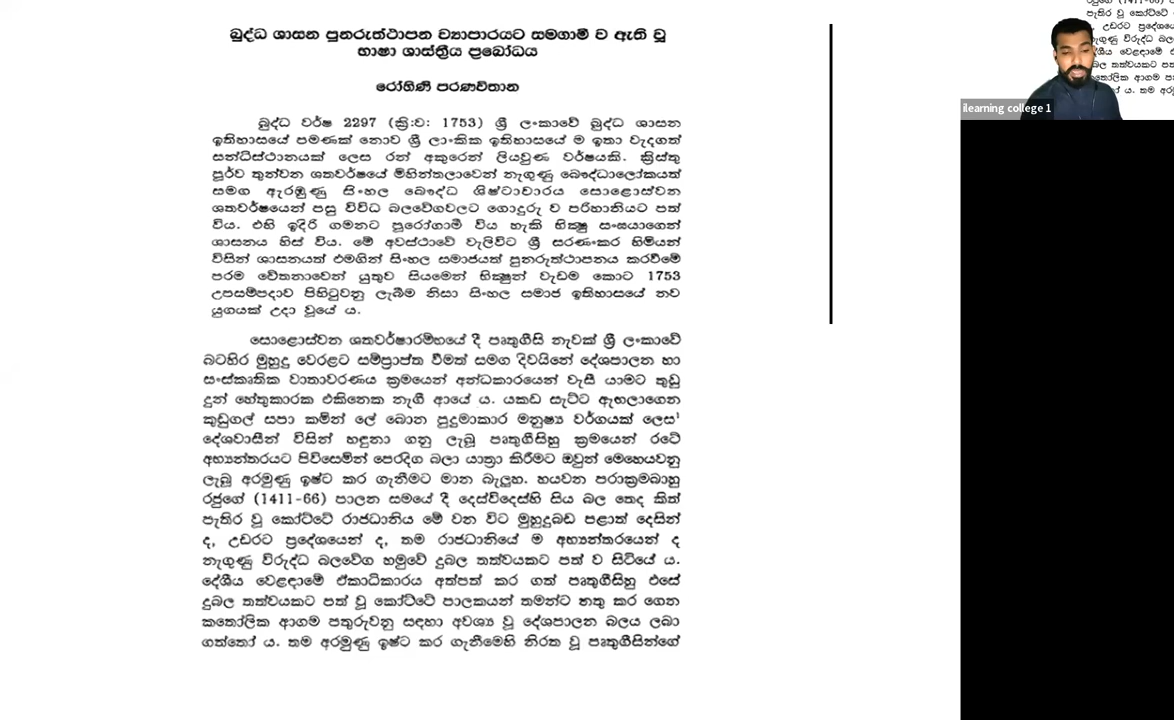 බුද්ධ ශාසන පුනරුත්ථාපන ව්‍යාපාරයට සමගාමී ව ඇති වූ
භාෂා ශාස්ත්‍රීය ප්‍රබෝධය
රෝහිණී පරණවිතාන
බුද්ධ වර්ෂ 2297 (ක්‍රි:ව: 1753) ශ්‍රී ලංකාවේ බුද්ධ ශාසන
ඉතිහාසයේ පමණක් නොව ශ්‍රී ලාංකික ඉතිහාසයේ ම ඉතා වැදගත්
සන්ධිස්ථානයක් ලෙස රන් අකුරෙන් ලියවුණ වර්ෂයකි. ක්‍රිස්තු
පූර්ව තුන්වන ශතවර්ෂයේ මිහින්තලාවෙන් නැගුණු බෞද්ධාලෝකයත්
සමග ඇරඹුණු සිංහල බෞද්ධ ශිෂ්ටාචාරය සොළොස්වන
ශතවර්ෂයෙන් පසු විවිධ බලවේගවලට ගොදුරු ව පරිහානියට පත්
විය. එහි ඉදිරි ගමනට පූරෝගාමී විය හැකි භික්‍ෂු සංඝයාගෙන්
ශාසනය හිස් විය. මේ අවස්ථාවේ වැලිවිට ශ්‍රී සරණංකර හිමියන්
විසින් ශාසනයත් එමගින් සිංහල සමාජයත් පුනරුත්ථාපනය කරවීමේ
පරම චේතනාවෙන් යුතුව සියමෙන් භික්‍ෂූන් වැඩම කොට 1753
උපසම්පදාව පිහිටුවනු ලැබීම නිසා සිංහල සමාජ ඉතිහාසයේ නව
යුගයක් උදා වූයේ ය.
සොළොස්වන ශතවර්ෂාරම්භයේ දී පෘතුගීසි නැවක් ශ්‍රී ලංකාවේ
බටහිර මුහුදු වෙරළට සම්ප්‍රාප්ත වීමත් සමග දිවයිනේ දේශපාලන හා
සංස්කෘතික වාතාවරණය ක්‍රමයෙන් අන්ධකාරයෙන් වැසී යාමට තුඩු
දුන් හේතුකාරක එකිනෙක නැගී ආයේ ය. යකඩ සැට්ට ඇඟලාගෙන
කුඩුගල් සපා කමින් ලේ බොන පුදුමාකාර මනුෂ්‍ය වර්ගයක් ලෙස¹
දේශවාසීන් විසින් හඳුනා ගනු ලැබූ පෘතුගීසිහු ක්‍රමයෙන් රටේ
අභ්‍යන්තරයට පිවිසෙමින් පෙරදිග බලා යාත්‍රා කිරීමට ඔවුන් මෙහෙයවනු
ලැබූ අරමුණු ඉෂ්ට කර ගැනීමට මාන බැලූහ. හයවන පරාක්‍රමබාහු
රජුගේ (1411-66) පාලන සමයේ දී දෙස්විදෙස්හි සිය බල තෙද කිත්
පැතිර වූ කෝට්ටේ රාජධානිය මේ වන විට මුහුදුබඩ පළාත් දෙසින්
ද, උඩරට ප්‍රදේශයෙන් ද, තම රාජධානියේ ම අභ්‍යන්තරයෙන් ද
නැගුණු විරුද්ධ බලවේග හමුවේ දුබල තත්වයකට පත් ව සිටියේ ය.
දේශීය වෙළඳාමේ ඒකාධිකාරය අත්පත් කර ගත් පෘතුගීසිහු එසේ
දුබල තත්වයකට පත් වූ කෝට්ටේ පාලකයන් තමන්ට නතු කර ගෙන
කතෝලික ආගම පතුරුවනු සඳහා අවශ්‍ය වූ දේශපාලන බලය ලබා
ගත්තෝ ය. තම අරමුණු ඉෂ්ට කර ගැනීමෙහි නිරත වූ පෘතුගීසින්ගේ
ilearning college 1